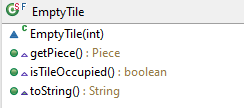 EmptyTile
EmptyTile(int)
getPiece() : Piece
isTileOccupied() : boolean
toString() : String